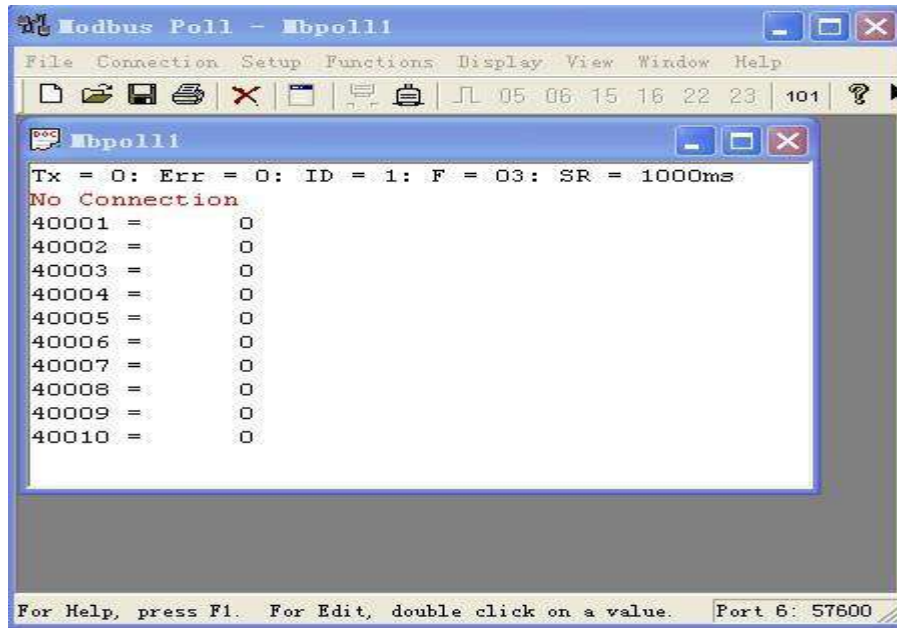 Modbus Poll - Mbpoll1
File Connection Setup Functions Display View Window Help
05 06 15 16 22 23 101
DOC Mbpoll1
Tx = 0: Err = 0: ID = 1: F = 03: SR = 1000ms
No Connection
40001 = 0
40002 = 0
40003 = 0
40004 = 0
40005 = 0
40006 = 0
40007 = 0
40008 = 0
40009 = 0
40010 = 0
For Help, press F1. For Edit, double click on a value. Port 6: 57600